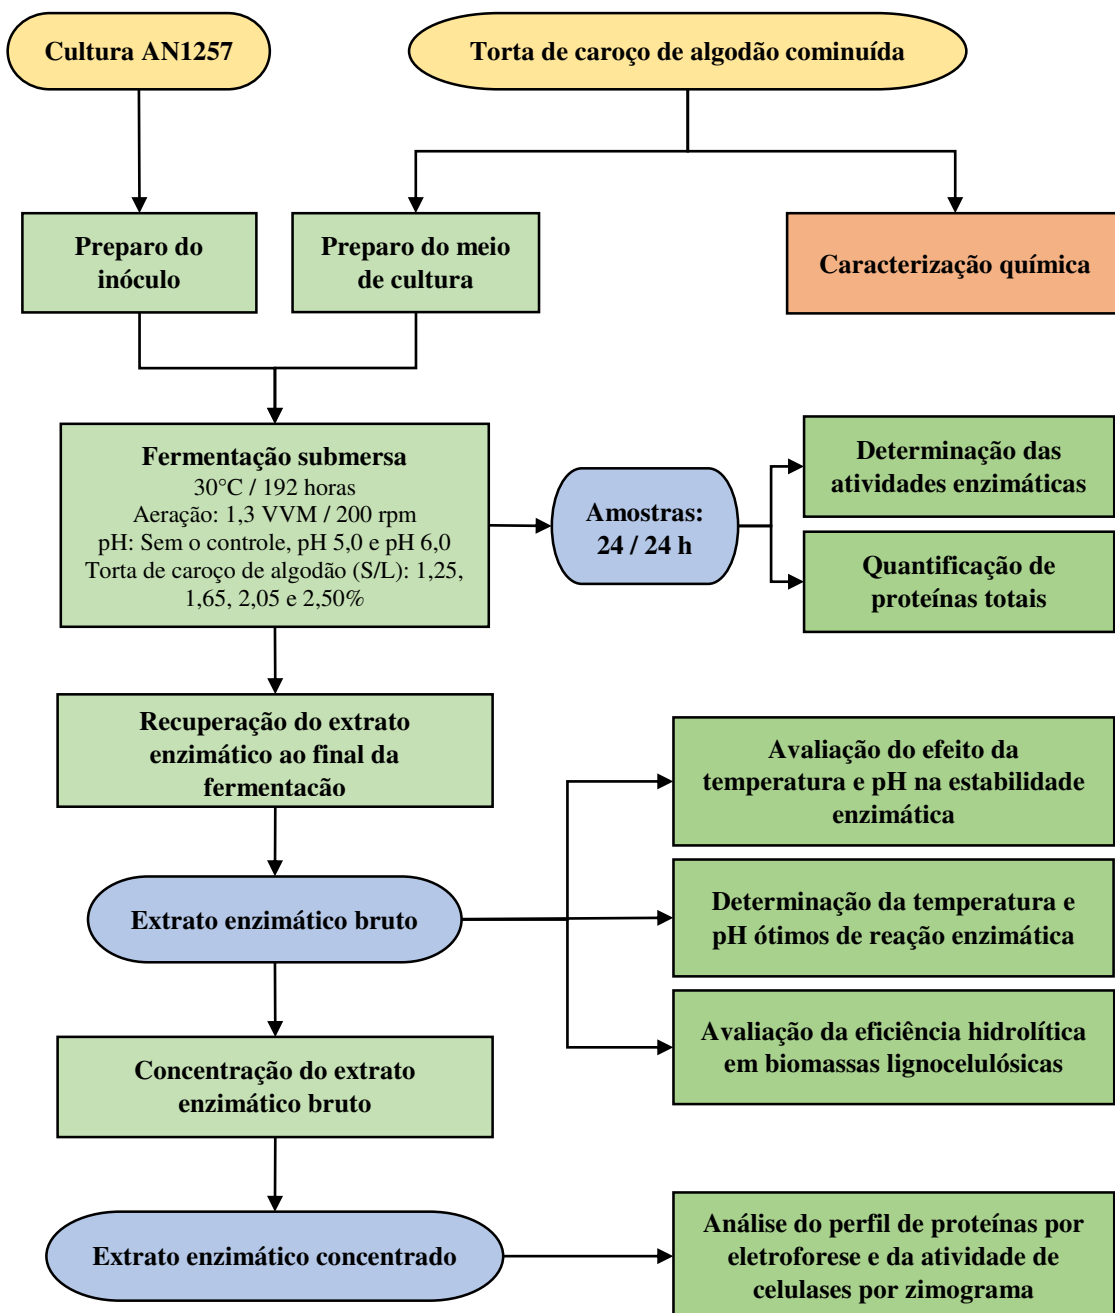 Cultura AN1257
Torta de caroço de algodão cominuída
Preparo do
inóculo
Preparo do meio
de cultura
Caracterização química
Fermentação submersa
30°C / 192 horas
Aeração: 1,3 VVM / 200 rpm
pH: Sem o controle, pH 5,0 e pH 6,0
Torta de caroço de algodão (S/L): 1,25,
1,65, 2,05 e 2,50%
Amostras:
24 / 24 h
Determinação das
atividades enzimáticas
Quantificação de
proteínas totais
Recuperação do extrato
enzimático ao final da
fermentacão
Avaliação do efeito da
temperatura e pH na estabilidade
enzimática
Extrato enzimático bruto
Determinação da temperatura e
pH ótimos de reação enzimática
Avaliação da eficiência hidrolítica
em biomassas lignocelulósicas
Concentração do extrato
enzimático bruto
Extrato enzimático concentrado
Análise do perfil de proteínas por
eletroforese e da atividade de
celulases por zimograma